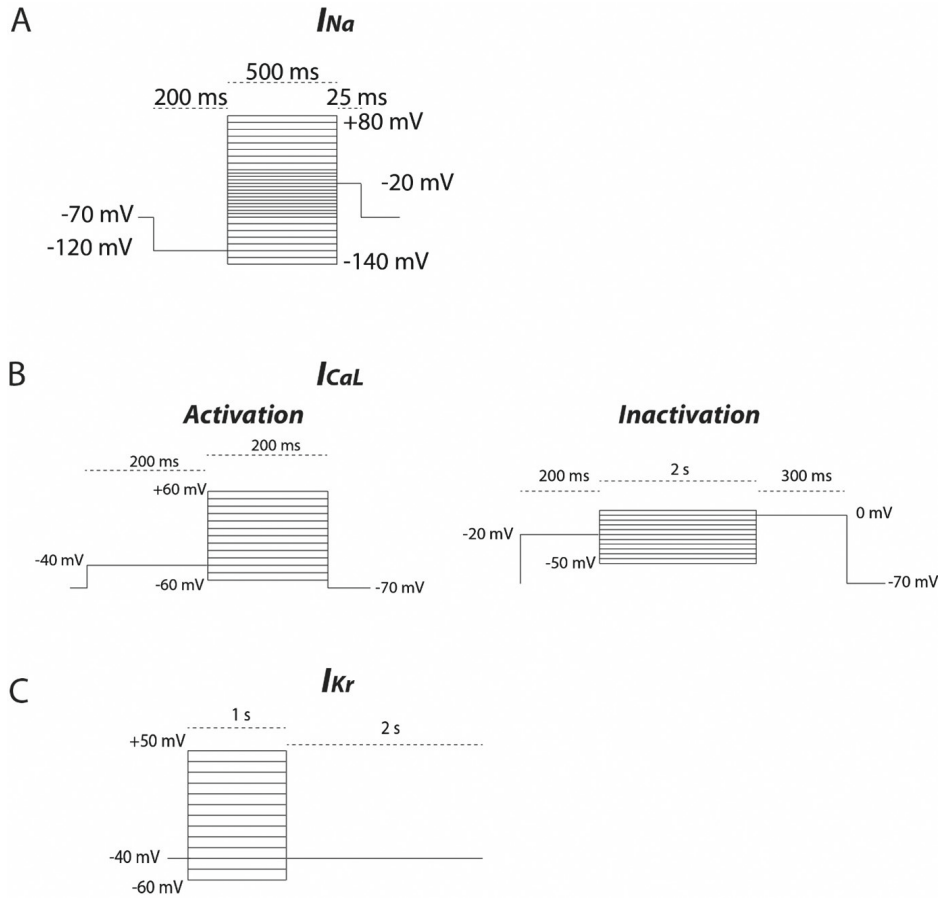 A
INa
500 ms
200 ms 25 ms
+80 mV
-20 mV
-70 mV
-120 mV
-140 mV
B
ICaL
Activation
Inactivation
200 ms
200 ms
+60 mV
-40 mV
-60 mV
-70 mV
200 ms 2 s 300 ms
0 mV
-20 mV
-50 mV
-70 mV
C
IKr
1 s
2 s
+50 mV
-40 mV
-60 mV